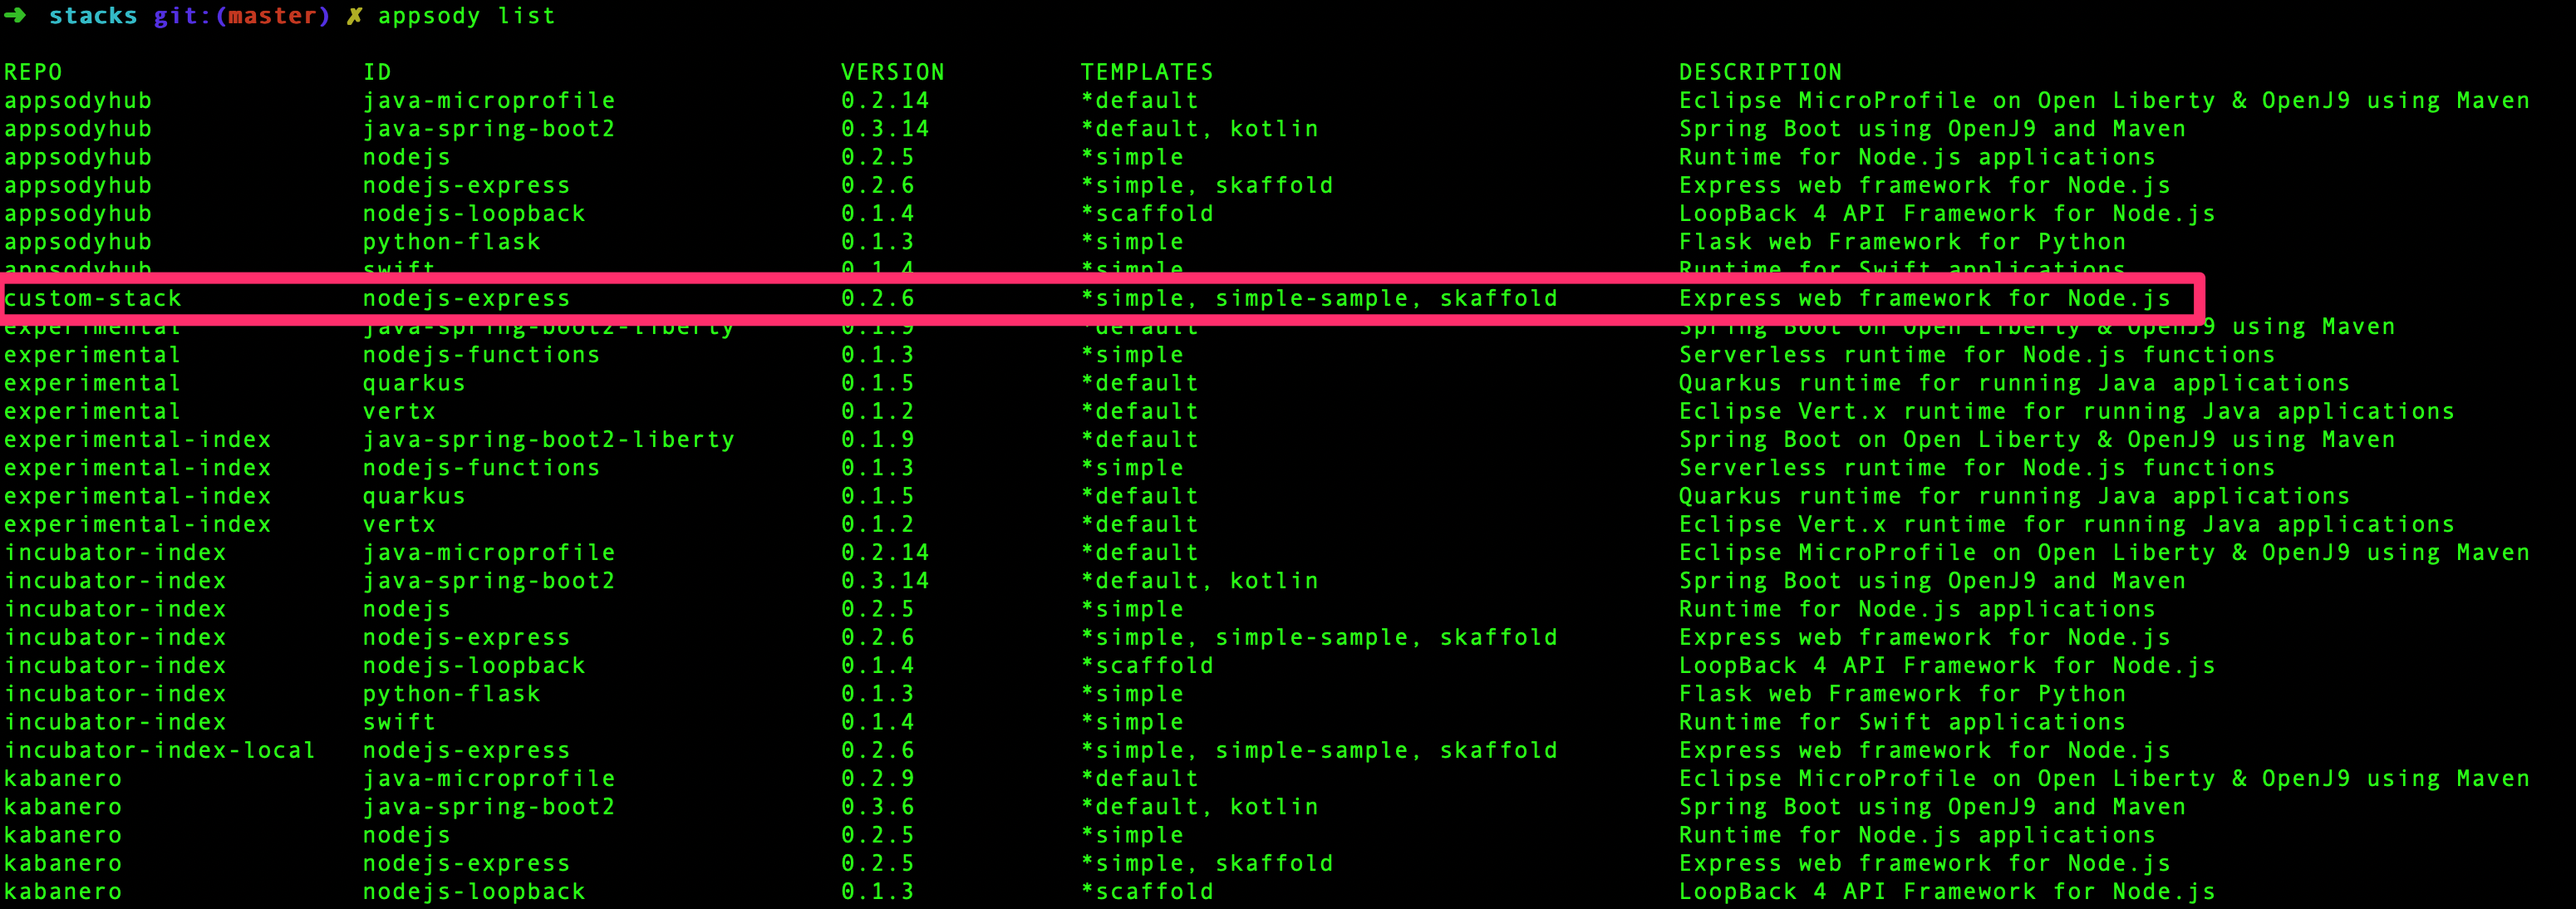 ➜ stacks git:(master) ✗ appsody list
REPO ID VERSION TEMPLATES DESCRIPTION
appsodyhub java-microprofile 0.2.14 *default Eclipse MicroProfile on Open Liberty & OpenJ9 using Maven
appsodyhub java-spring-boot2 0.3.14 *default, kotlin Spring Boot using OpenJ9 and Maven
appsodyhub nodejs 0.2.5 *simple Runtime for Node.js applications
appsodyhub nodejs-express 0.2.6 *simple, skaffold Express web framework for Node.js
appsodyhub nodejs-loopback 0.1.4 *scaffold LoopBack 4 API Framework for Node.js
appsodyhub python-flask 0.1.3 *simple Flask web Framework for Python
appsodyhub swift 0.1.4 *simple Runtime for Swift applications
custom-stack nodejs-express 0.2.6 *simple, simple-sample, skaffold Express web framework for Node.js
experimental java-spring-boot2-liberty 0.1.9 *default Spring Boot on Open Liberty & OpenJ9 using Maven
experimental nodejs-functions 0.1.3 *simple Serverless runtime for Node.js functions
experimental quarkus 0.1.5 *default Quarkus runtime for running Java applications
experimental vertx 0.1.2 *default Eclipse Vert.x runtime for running Java applications
experimental-index java-spring-boot2-liberty 0.1.9 *default Spring Boot on Open Liberty & OpenJ9 using Maven
experimental-index nodejs-functions 0.1.3 *simple Serverless runtime for Node.js functions
experimental-index quarkus 0.1.5 *default Quarkus runtime for running Java applications
experimental-index vertx 0.1.2 *default Eclipse Vert.x runtime for running Java applications
incubator-index java-microprofile 0.2.14 *default Eclipse MicroProfile on Open Liberty & OpenJ9 using Maven
incubator-index java-spring-boot2 0.3.14 *default, kotlin Spring Boot using OpenJ9 and Maven
incubator-index nodejs 0.2.5 *simple Runtime for Node.js applications
incubator-index nodejs-express 0.2.6 *simple, simple-sample, skaffold Express web framework for Node.js
incubator-index nodejs-loopback 0.1.4 *scaffold LoopBack 4 API Framework for Node.js
incubator-index python-flask 0.1.3 *simple Flask web Framework for Python
incubator-index swift 0.1.4 *simple Runtime for Swift applications
incubator-index-local nodejs-express 0.2.6 *simple, simple-sample, skaffold Express web framework for Node.js
kabanero java-microprofile 0.2.9 *default Eclipse MicroProfile on Open Liberty & OpenJ9 using Maven
kabanero java-spring-boot2 0.3.6 *default, kotlin Spring Boot using OpenJ9 and Maven
kabanero nodejs 0.2.5 *simple Runtime for Node.js applications
kabanero nodejs-express 0.2.5 *simple, skaffold Express web framework for Node.js
kabanero nodejs-loopback 0.1.3 *scaffold LoopBack 4 API Framework for Node.js